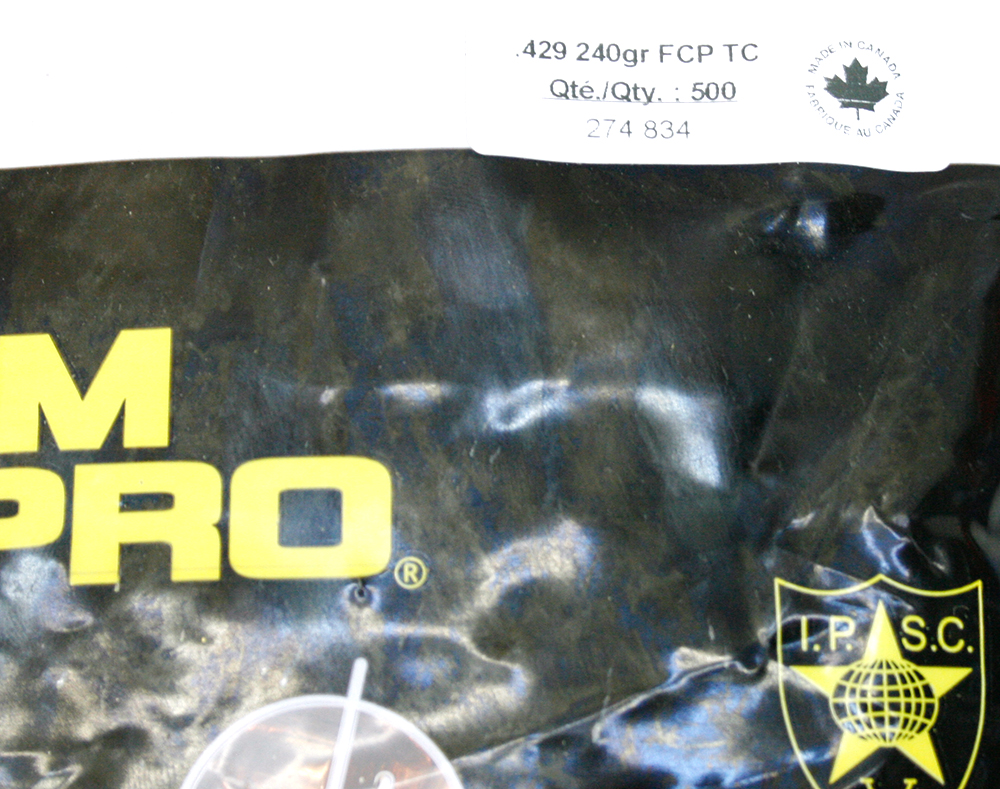 .429 240gr FCP TC
Qté./Qty. : 500
274 834
MADE IN CANADA
FABRIQUÉ AU CANADA
M
PRO®
I.P.S.C.
V